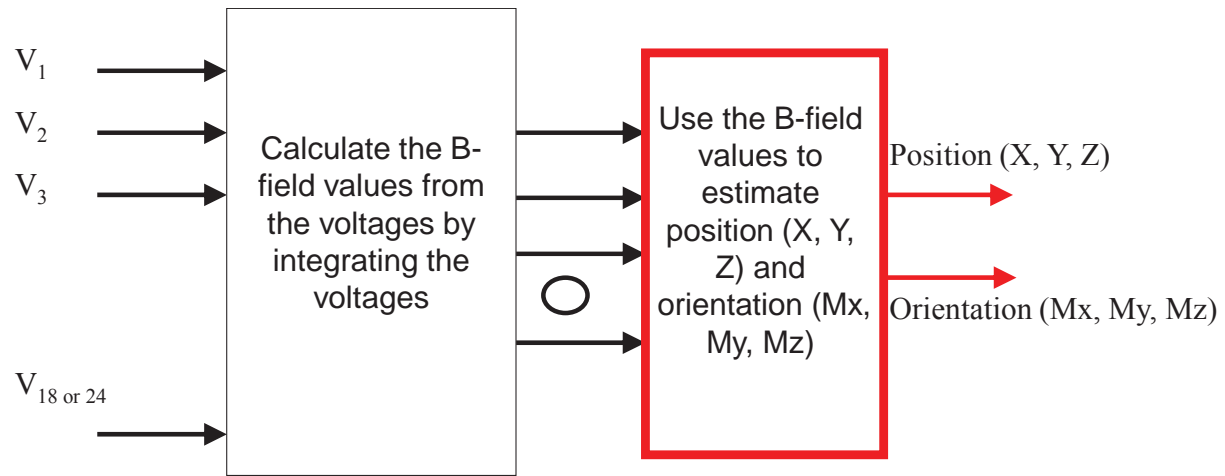 V1
V2
V3
V18 or 24
Calculate the B-
field values from
the voltages by
integrating the
voltages
Use the B-field
values to
estimate
position (X, Y,
Z) and
orientation (Mx,
My, Mz)
Position (X, Y, Z)
Orientation (Mx, My, Mz)